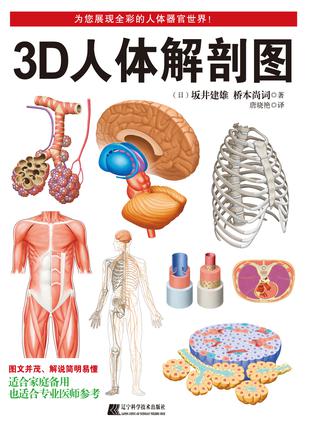 为您展现全彩的人体器官世界！
3D人体解剖图
（日）坂井建雄 桥本尚词◎著
唐晓艳◎译
图文并茂、解说简明易懂
适合家庭备用
也适合专业医师参考
辽宁科学技术出版社